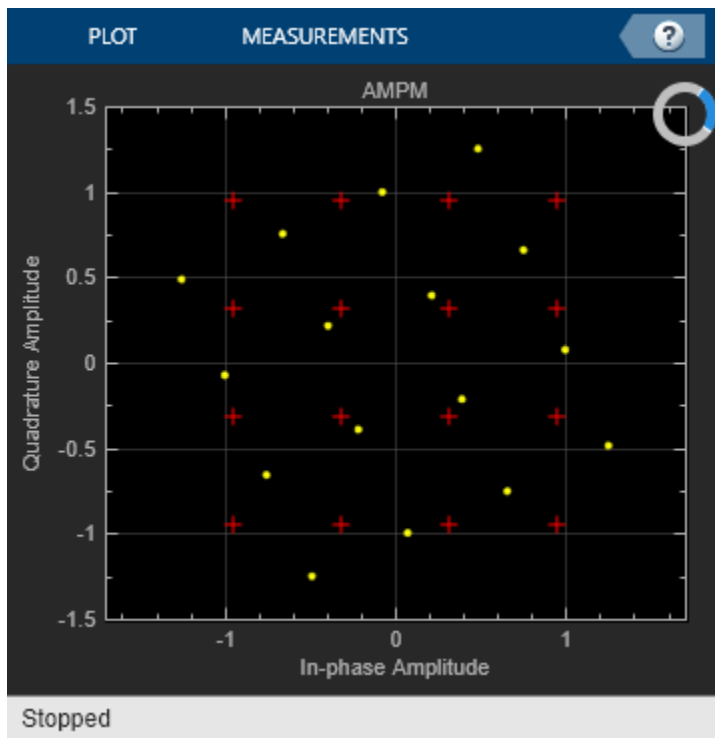 PLOT MEASUREMENTS ?
AMPM
1.5
1
0.5
0
-0.5
-1
-1.5
Quadrature Amplitude
-1 0 1
In-phase Amplitude
Stopped